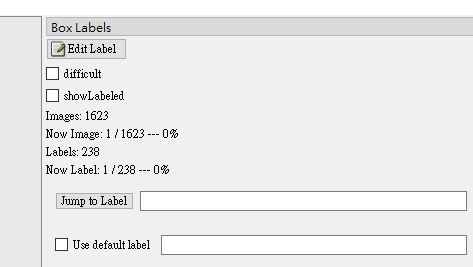 Box Labels
Edit Label
difficult
showLabeled
Images: 1623
Now Image: 1 / 1623 --- 0%
Labels: 238
Now Label: 1 / 238 --- 0%
Jump to Label
Use default label